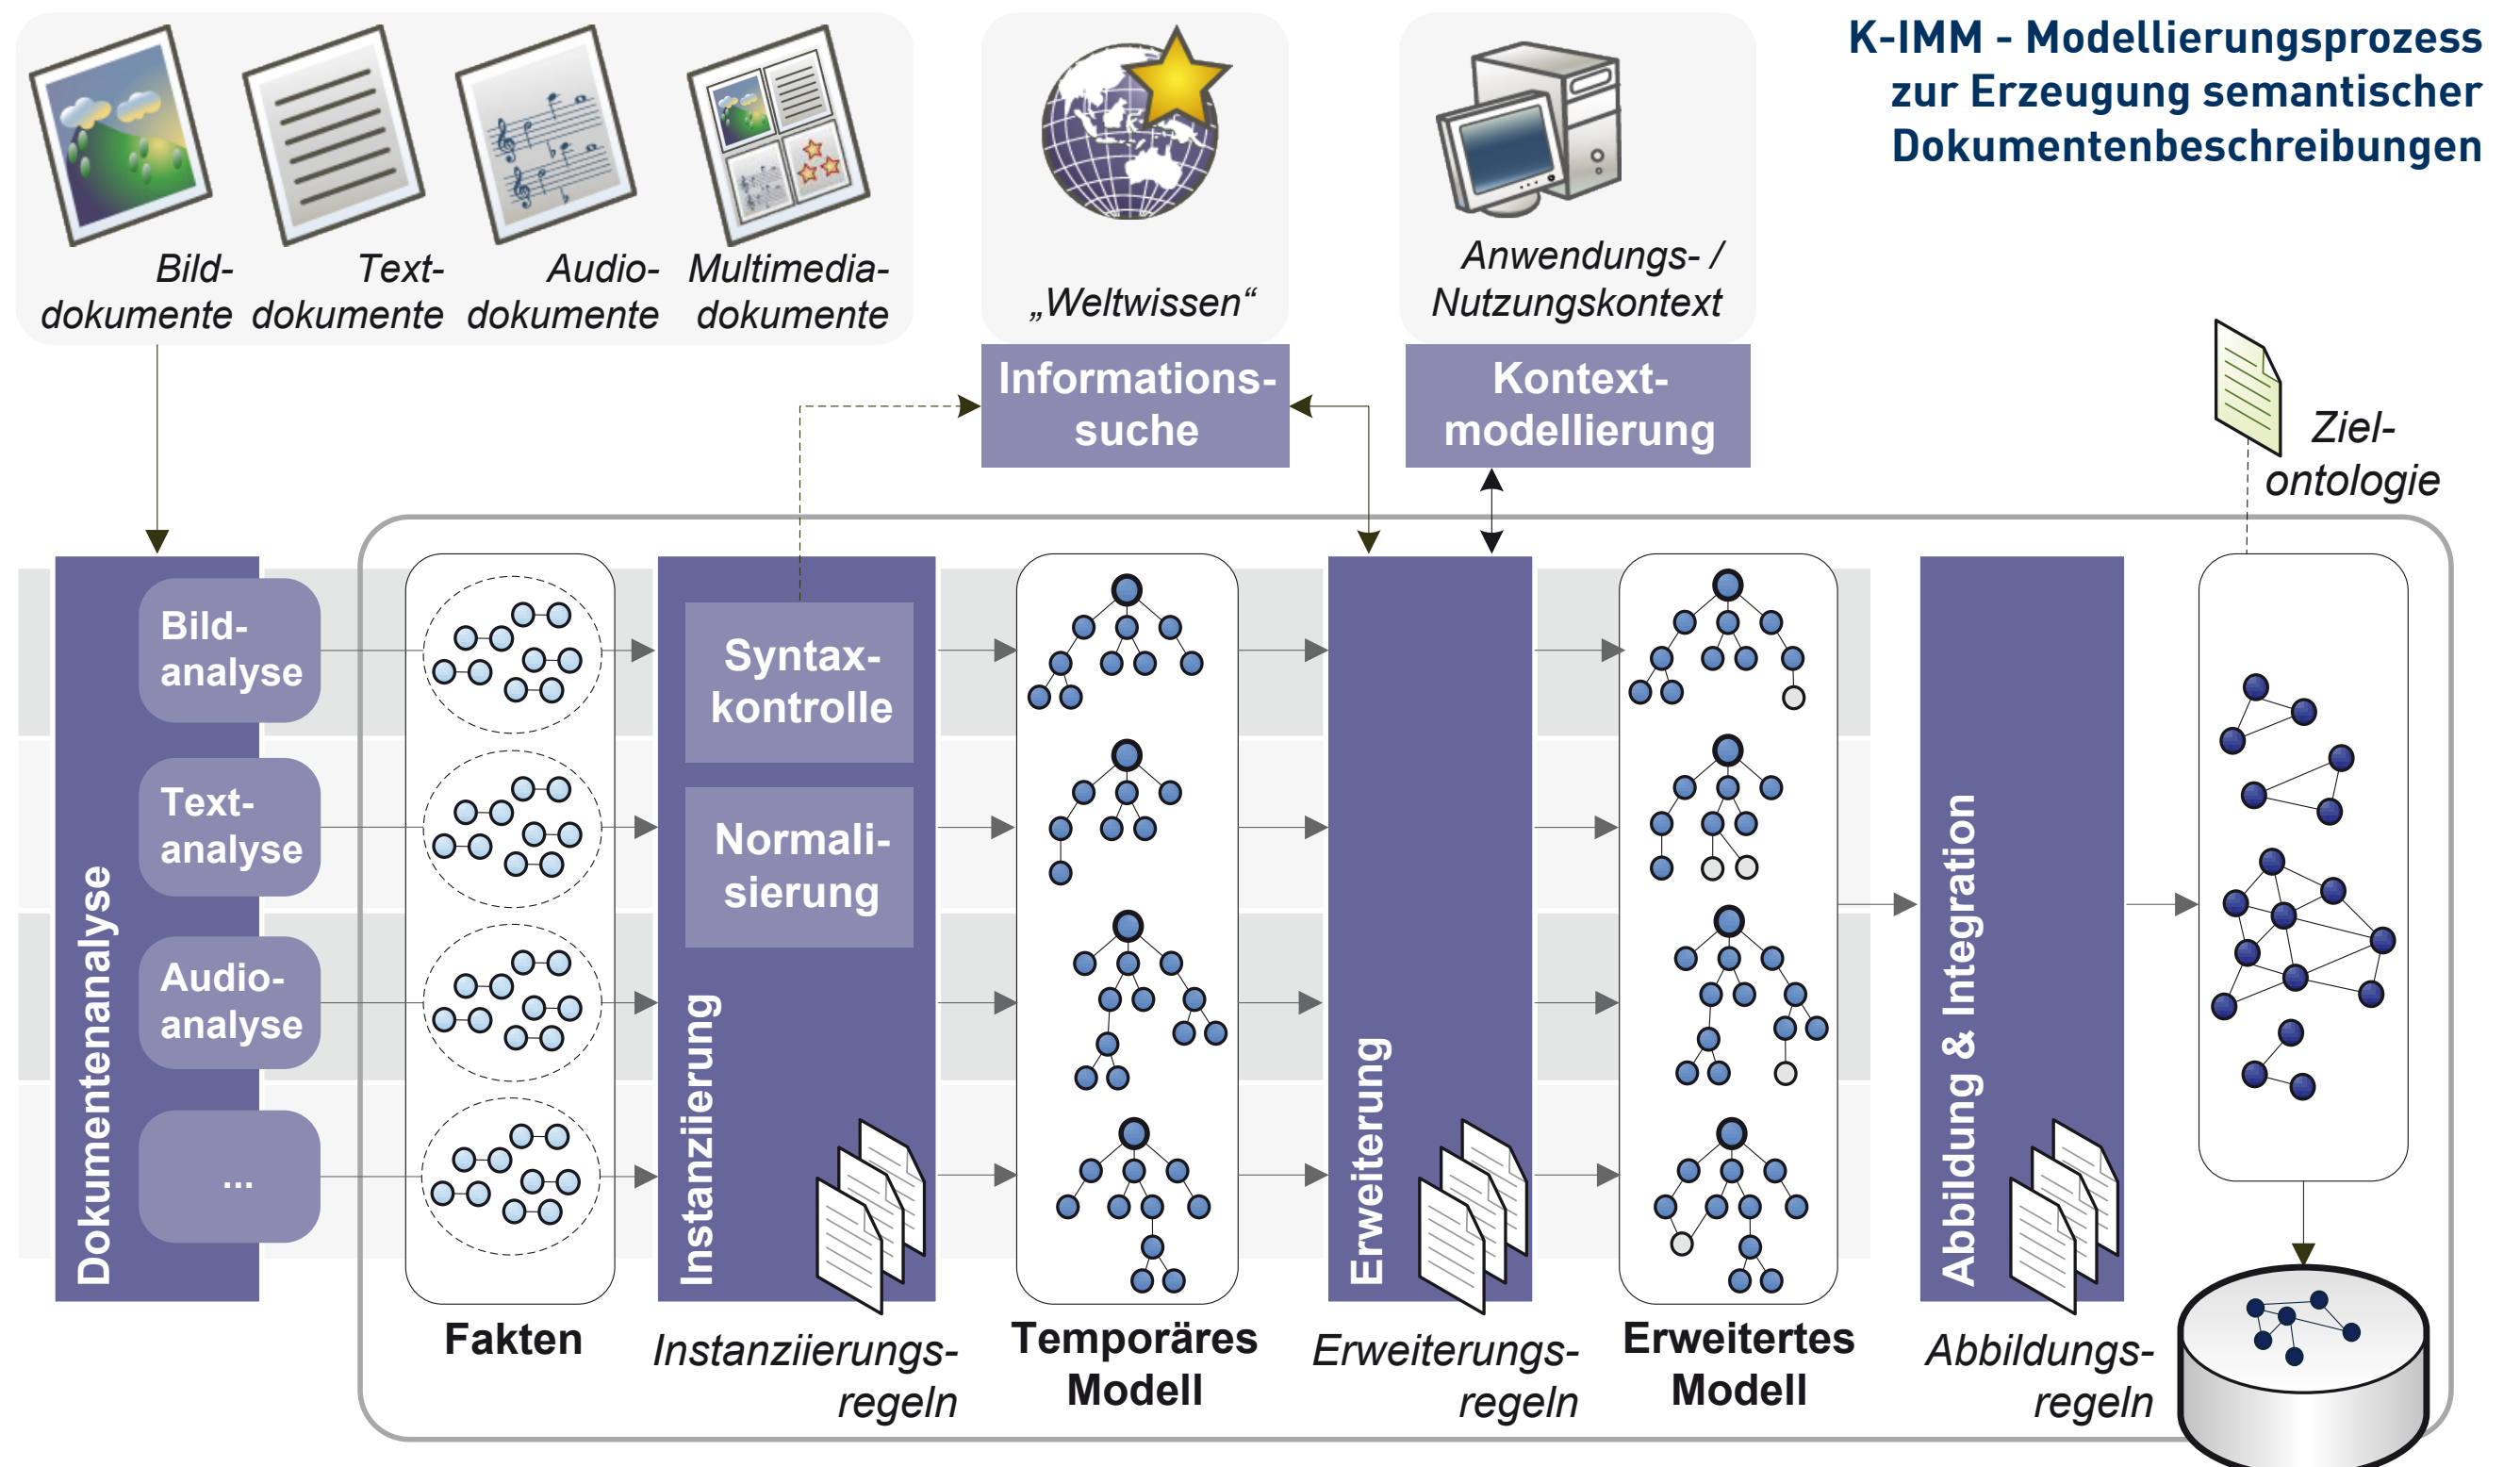 K-IMM - Modellierungsprozess
zur Erzeugung semantischer
Dokumentenbeschreibungen
Bild-
dokumente
Text-
dokumente
Audio-
dokumente
Multimedia-
dokumente
„Weltwissen“
Anwendungs- /
Nutzungskontext
Informations-
suche
Kontext-
modellierung
Ziel-
ontologie
Dokumentenanalyse
Bild-
analyse
Text-
analyse
Audio-
analyse
...
Fakten
Instanziierung
Syntax-
kontrolle
Normali-
sierung
Instanziierungs-
regeln
Temporäres
Modell
Erweiterung
Erweiterungs-
regeln
Erweitertes
Modell
Abbildung & Integration
Abbildungs-
regeln